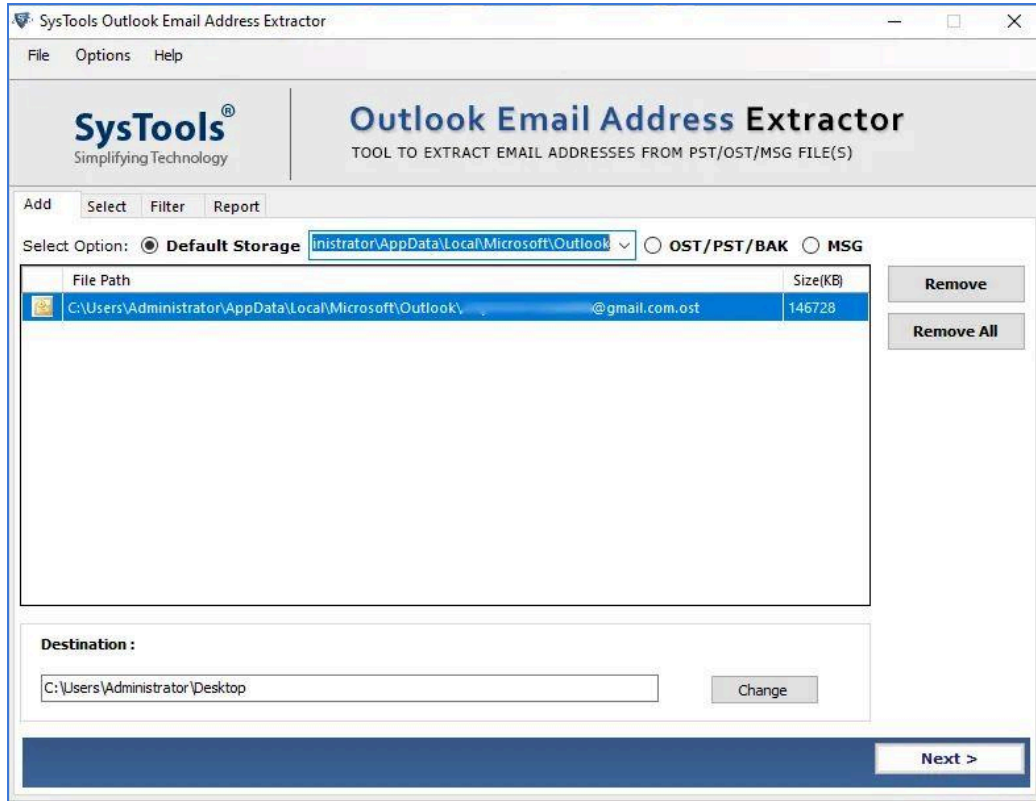 SysTools Outlook Email Address Extractor
File Options Help
SysTools®
Simplifying Technology
Outlook Email Address Extractor
TOOL TO EXTRACT EMAIL ADDRESSES FROM PST/OST/MSG FILE(S)
Add Select Filter Report
Select Option: Default Storage inistrator\AppData\Local\Microsoft\Outlook OST/PST/BAK MSG
File Path Size(KB)
C:\Users\Administrator\AppData\Local\Microsoft\Outlook\ @gmail.com.ost 146728
Remove
Remove All
Destination :
C:\Users\Administrator\Desktop Change
Next >